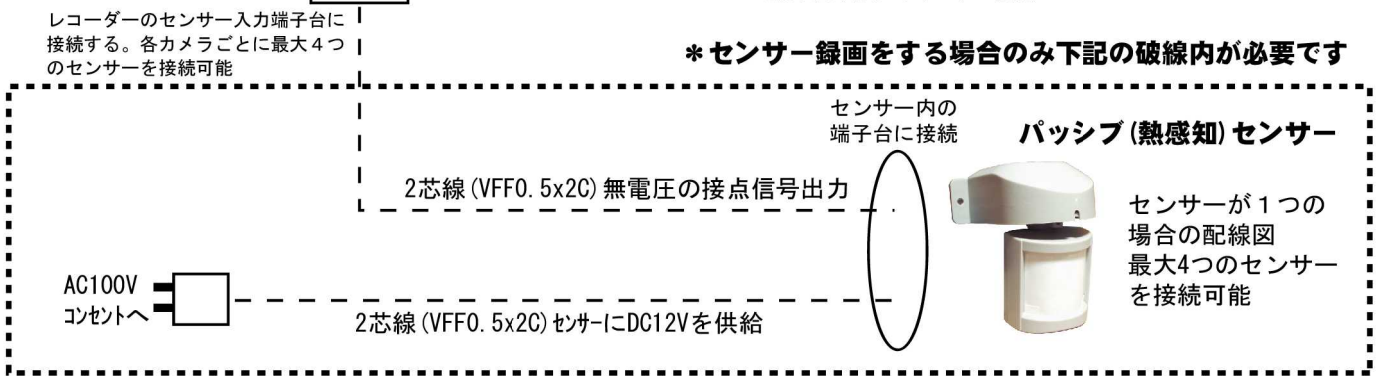 レコーダーのセンサー入力端子台に
接続する。各カメラごとに最大４つ
のセンサーを接続可能
＊センサー録画をする場合のみ下記の破線内が必要です
センサー内の
端子台に接続
パッシブ(熱感知)センサー
2芯線(VFF0.5x2C)無電圧の接点信号出力
センサーが１つの
場合の配線図
最大4つのセンサー
を接続可能
AC100V
ｺﾝｾﾝﾄへ
2芯線(VFF0.5x2C)ｾﾝｻｰにDC12Vを供給